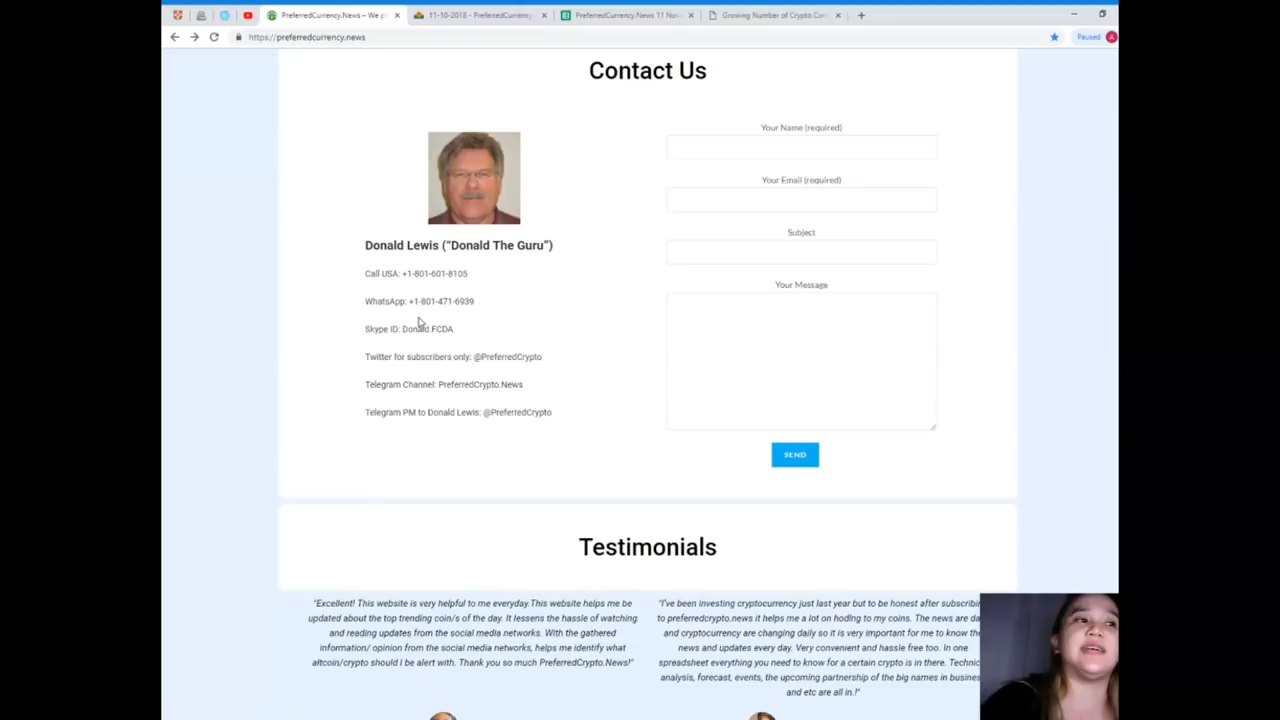 PreferredCurrency.News – We pr
11-10-2018 - PreferredCurrency
PreferredCurrency.News 11 Nov
Growing Number of Crypto Com
https://preferredcurrency.news
Paused
A
Contact Us
Donald Lewis ("Donald The Guru")
Call USA: +1-801-601-8105
WhatsApp: +1-801-471-6939
Skype ID: Donald.FCDA
Twitter for subscribers only: @PreferredCrypto
Telegram Channel: PreferredCrypto.News
Telegram PM to Donald Lewis: @PreferredCrypto
Your Name (required)
Your Email (required)
Subject
Your Message
SEND
Testimonials
"Excellent! This website is very helpful to me everyday.This website helps me be
updated about the top trending coin/s of the day. It lessens the hassle of watching
and reading updates from the social media networks. With the gathered
information/ opinion from the social media networks, helps me identify what
altcoin/crypto should I be alert with. Thank you so much PreferredCrypto.News!"
"I've been investing cryptocurrency just last year but to be honest after subscribin
to preferredcrypto.news it helps me a lot on hodlng to my coins. The news are da
and cryptocurrency are changing daily so it is very important for me to know the
news and updates every day. Very convenient and hassle free too. In one
spreadsheet everything you need to know for a certain crypto is in there. Technic
analysis, forecast, events, the upcoming partnership of the big names in busines
and etc are all in.!"